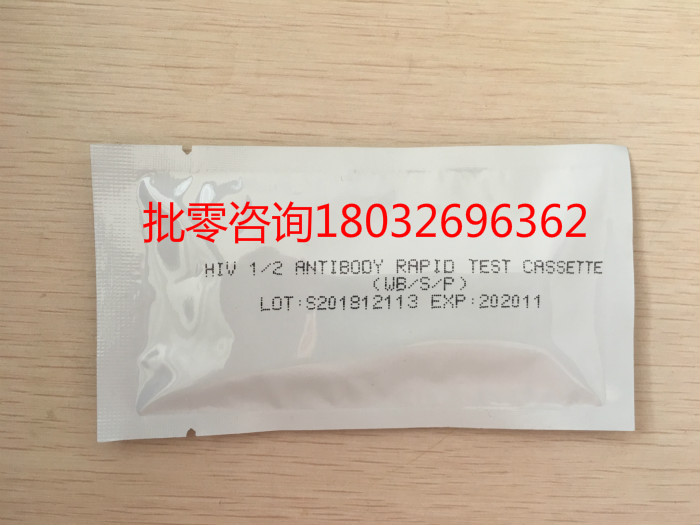 批零咨询18032696362
HIV 1/2 ANTIBODY RAPID TEST CASSETTE
(WB/S/P)
LOT:S201812113 EXP:202011